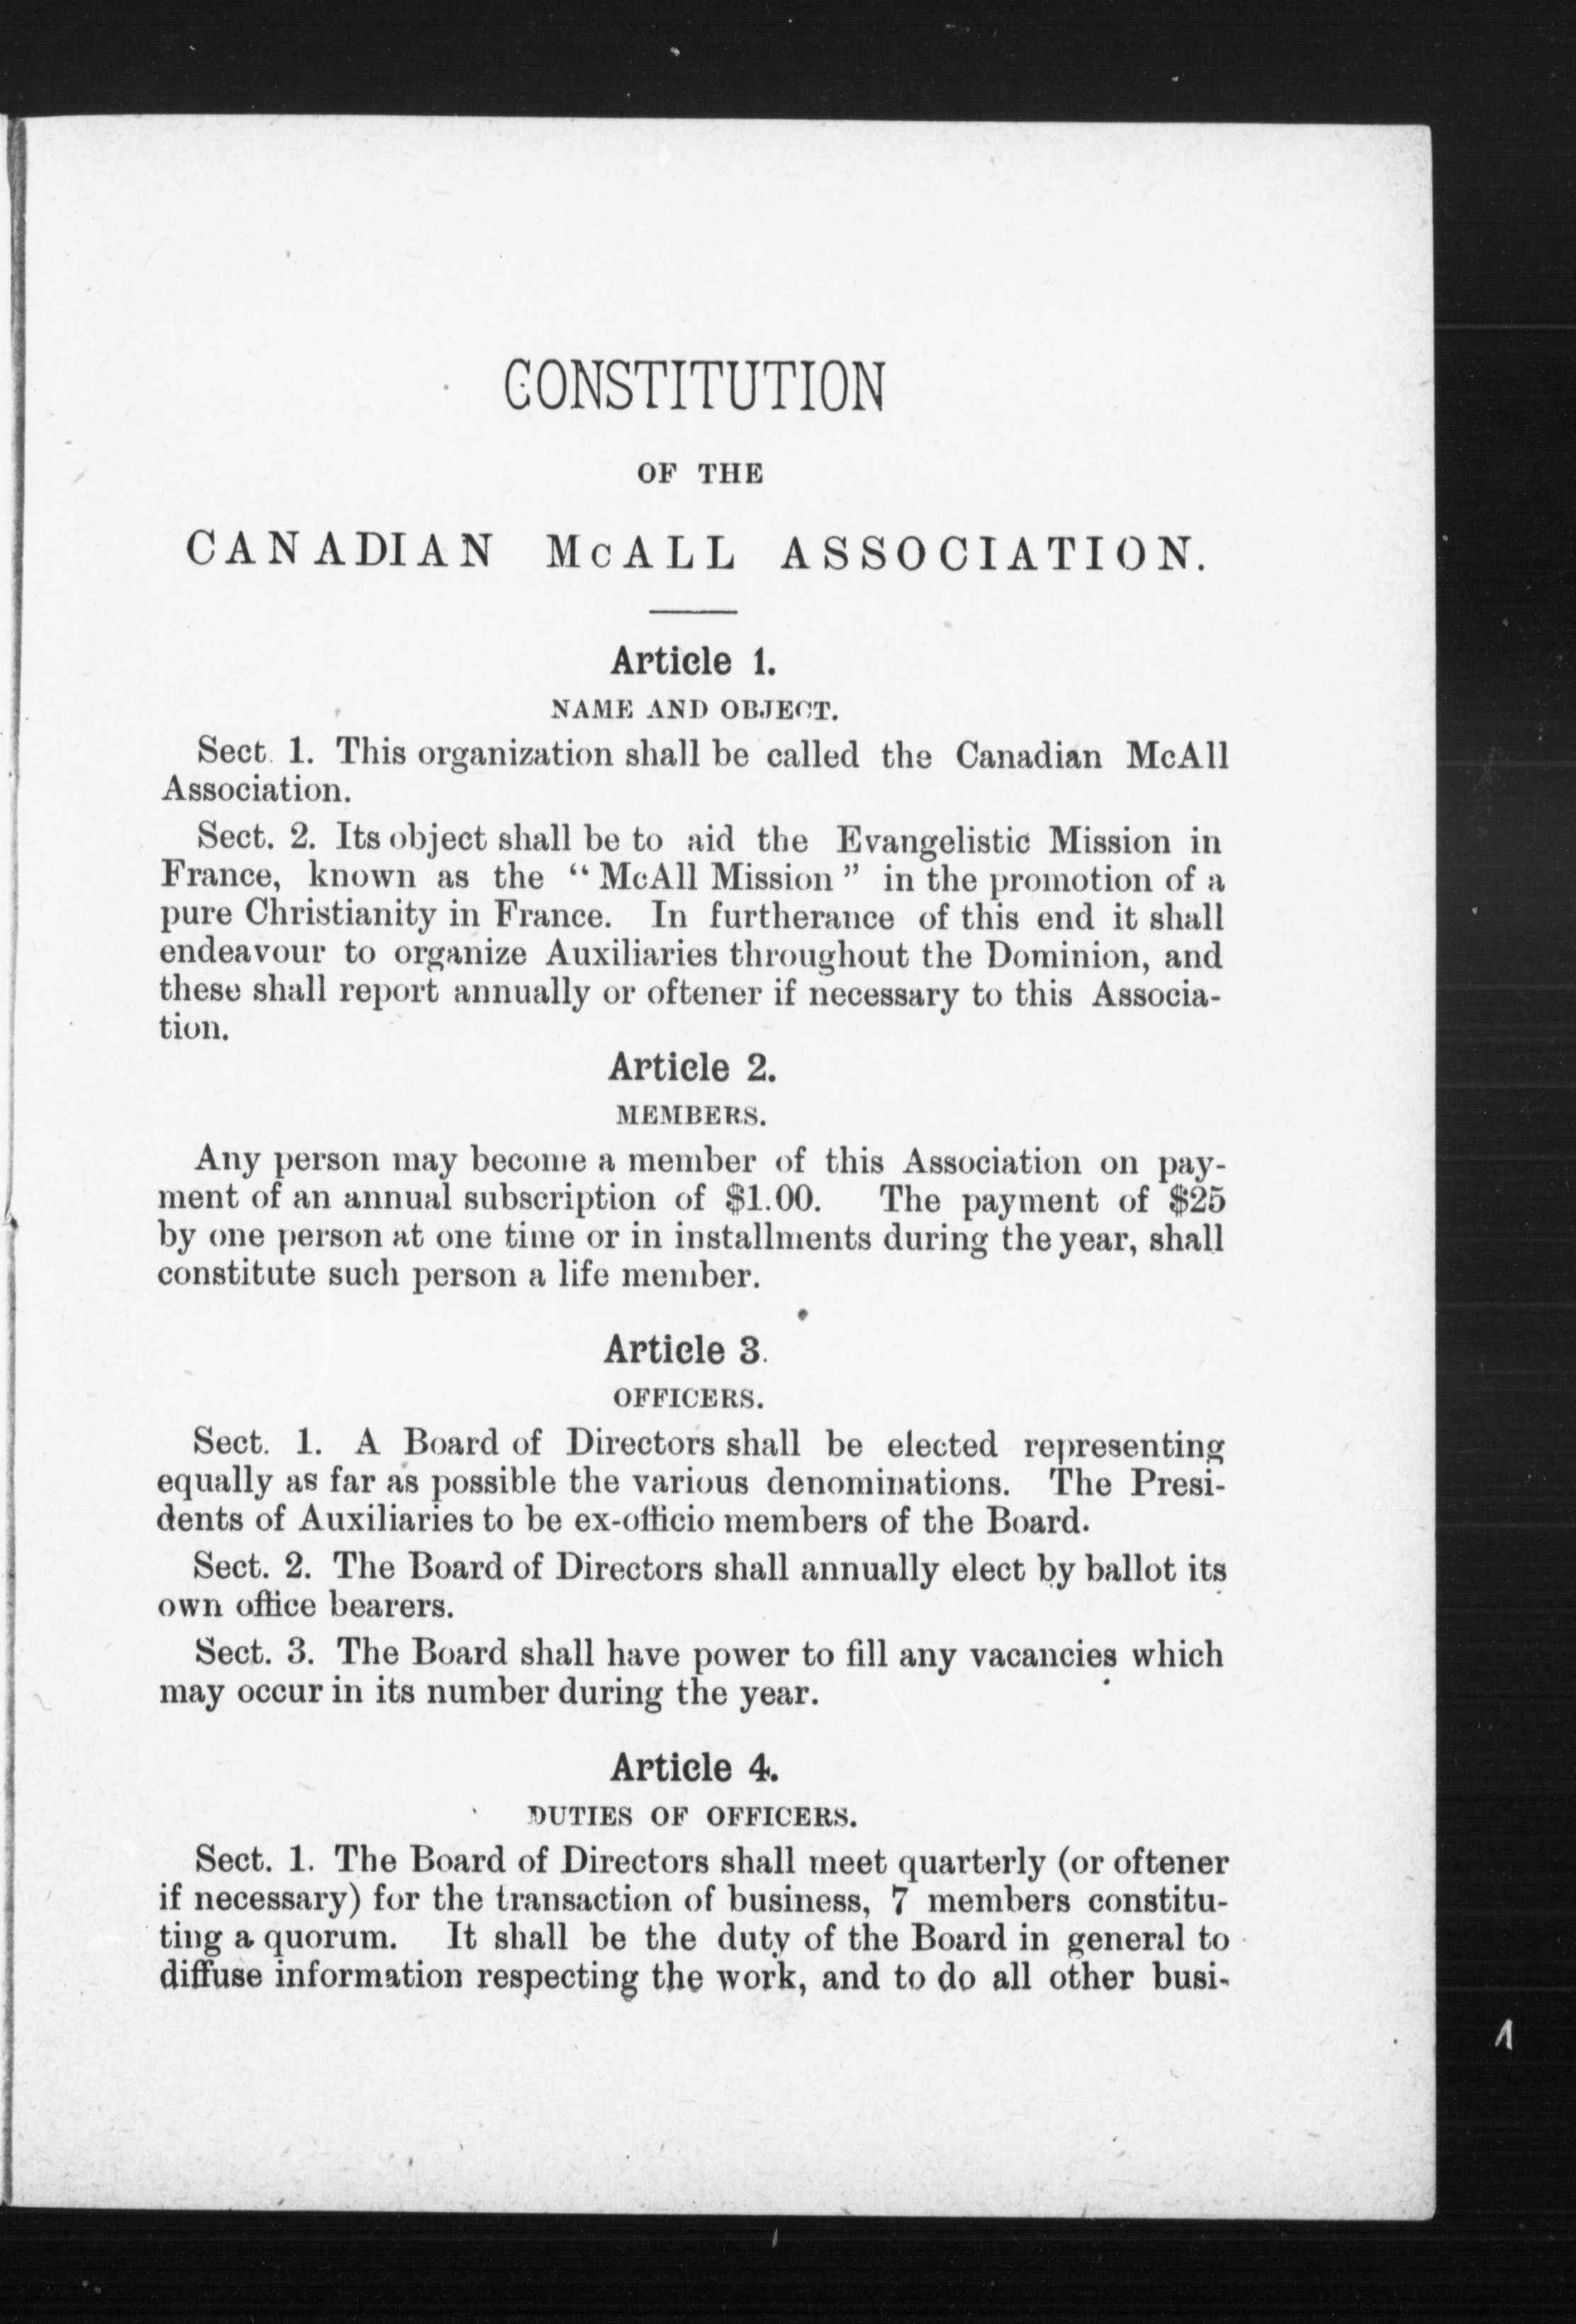 CONSTITUTION
OF THE
CANADIAN McALL ASSOCIATION.
Article 1.
NAME AND OBJECT.
Sect. 1. This organization shall be called the Canadian McAll
Association.
Sect. 2. Its object shall be to aid the Evangelistic Mission in
France, known as the “ McAll Mission ” in the promotion of a
pure Christianity in France. In furtherance of this end it shall
endeavour to organize Auxiliaries throughout the Dominion, and
these shall report annually or oftener if necessary to this Associa-
tion.
Article 2.
MEMBERS.
Any person may become a member of this Association on pay-
ment of an annual subscription of $1.00. The payment of $25
by one person at one time or in installments during the year, shall
constitute such person a life member.
Article 3.
OFFICERS.
Sect. 1. A Board of Directors shall be elected representing
equally as far as possible the various denominations. The Presi-
dents of Auxiliaries to be ex-officio members of the Board.
Sect. 2. The Board of Directors shall annually elect by ballot its
own office bearers.
Sect. 3. The Board shall have power to fill any vacancies which
may occur in its number during the year.
Article 4.
DUTIES OF OFFICERS.
Sect. 1. The Board of Directors shall meet quarterly (or oftener
if necessary) for the transaction of business, 7 members constitu-
ting a quorum. It shall be the duty of the Board in general to
diffuse information respecting the work, and to do all other busi-